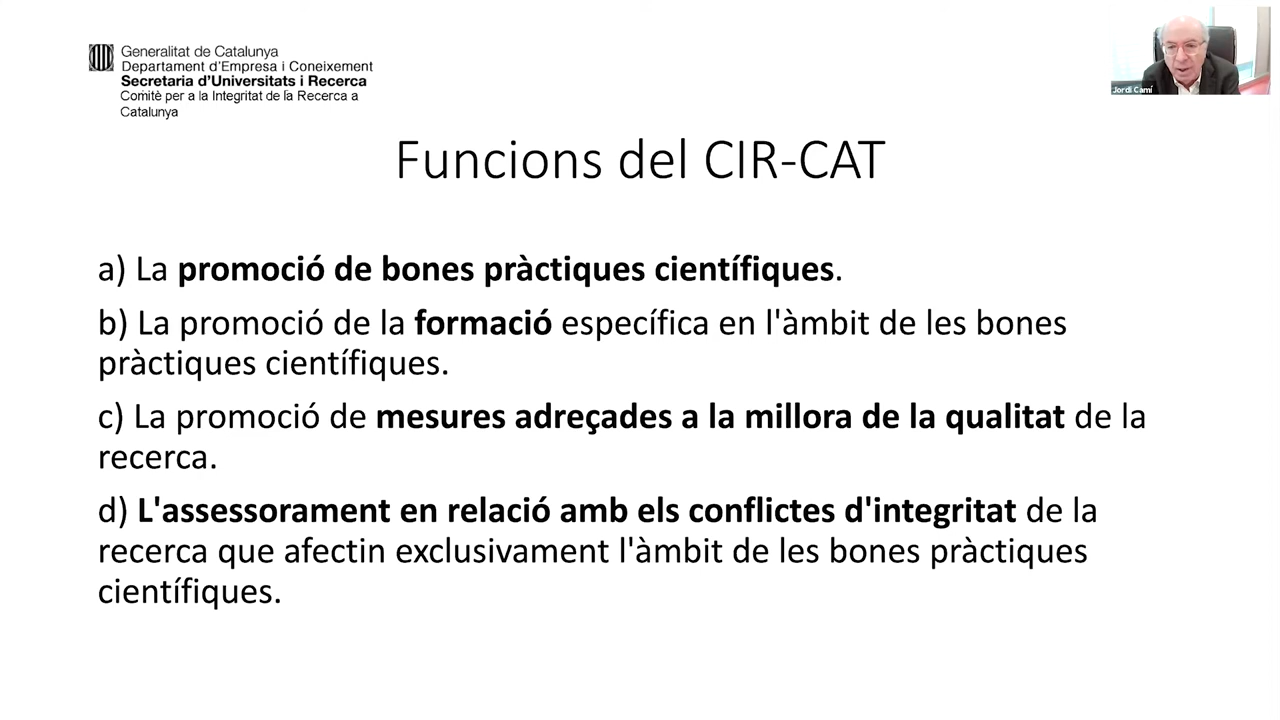 Generalitat de Catalunya
Departament d'Empresa i Coneixement
Secretaria d'Universitats i Recerca
Comitè per a la Integritat de la Recerca a
Catalunya
Jordi Camí
Funcions del CIR-CAT
a) La promoció de bones pràctiques científiques.
b) La promoció de la formació específica en l'àmbit de les bones
pràctiques científiques.
c) La promoció de mesures adreçades a la millora de la qualitat de la
recerca.
d) L'assessorament en relació amb els conflictes d'integritat de la
recerca que afectin exclusivament l'àmbit de les bones pràctiques
científiques.